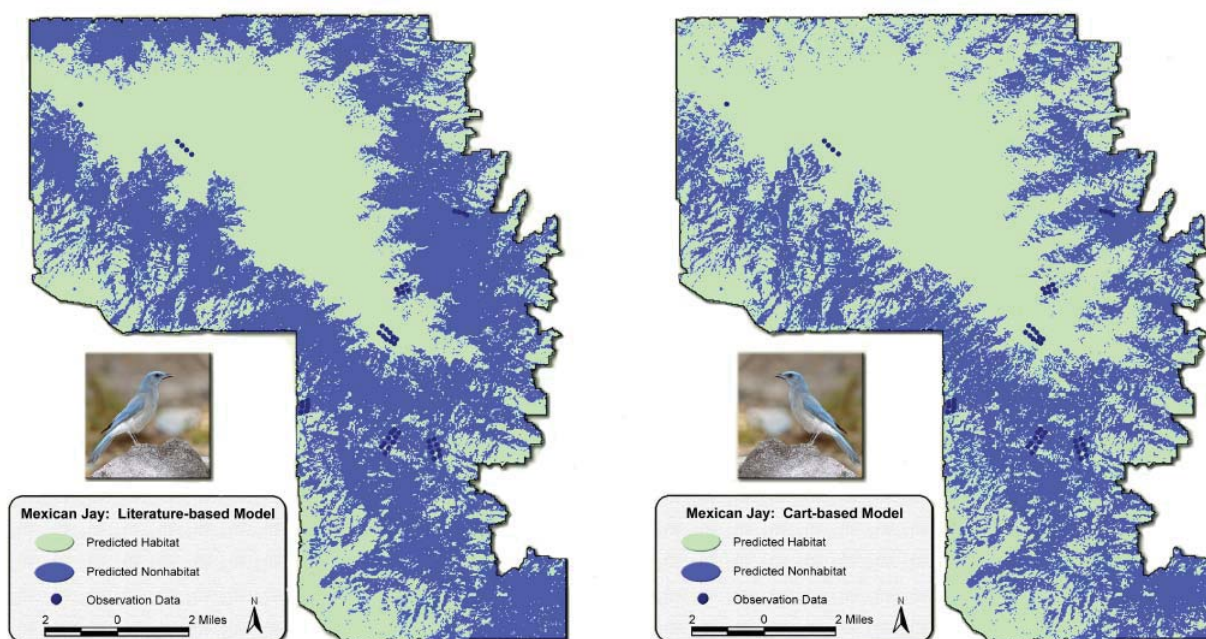 Mexican Jay: Literature-based Model
Predicted Habitat
Predicted Nonhabitat
Observation Data
2 0 2 Miles
N
Mexican Jay: Cart-based Model
Predicted Habitat
Predicted Nonhabitat
Observation Data
2 0 2 Miles
N